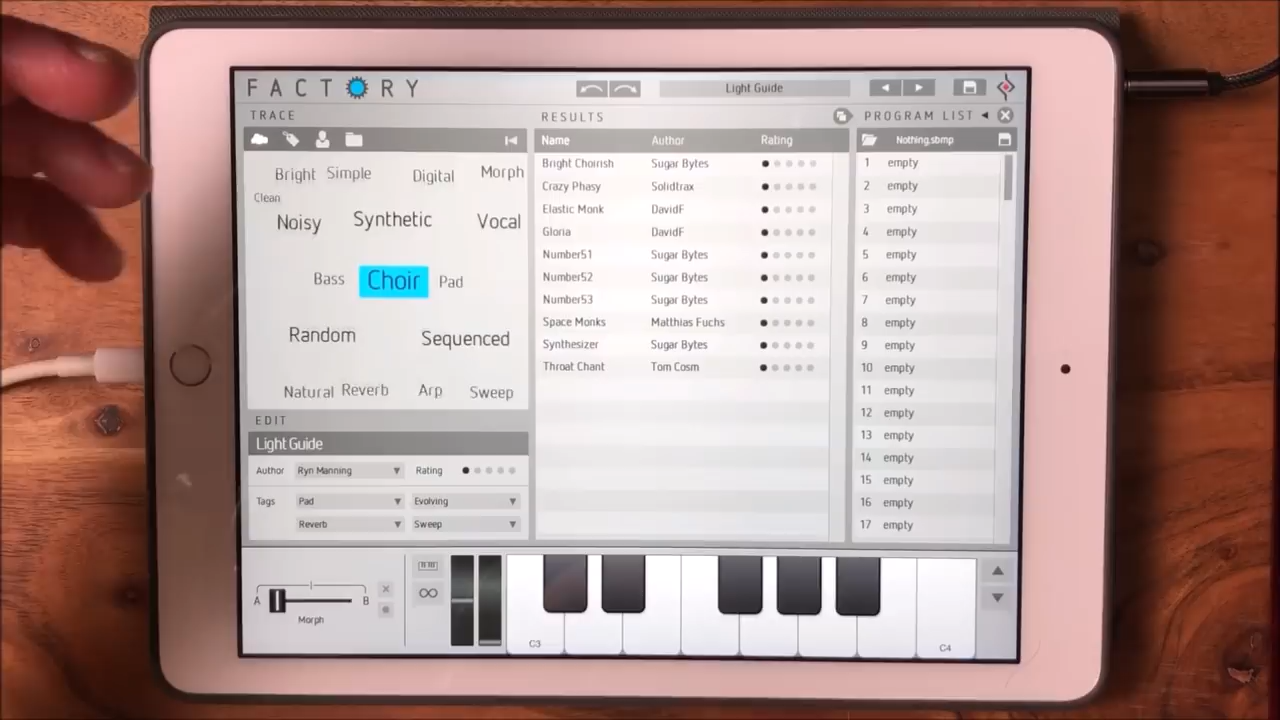 FACTORY
Light Guide
TRACE
Bright Simple Digital Morph
Clean
Noisy Synthetic Vocal
Bass Choir Pad
Random Sequenced
Natural Reverb Arp Sweep
EDIT
Light Guide
Author Ryn Manning Rating
Tags Pad Evolving
Reverb Sweep
RESULTS
Name Author Rating
Bright Choirish Sugar Bytes
Crazy Phasy Solidtrax
Elastic Monk DavidF
Gloria DavidF
Number51 Sugar Bytes
Number52 Sugar Bytes
Number53 Sugar Bytes
Space Monks Matthias Fuchs
Synthesizer Sugar Bytes
Throat Chant Tom Cosm
PROGRAM LIST
Nothing.sbmp
1 empty
2 empty
3 empty
4 empty
5 empty
6 empty
7 empty
8 empty
9 empty
10 empty
11 empty
12 empty
13 empty
14 empty
15 empty
16 empty
17 empty
A B
Morph
C3
C4